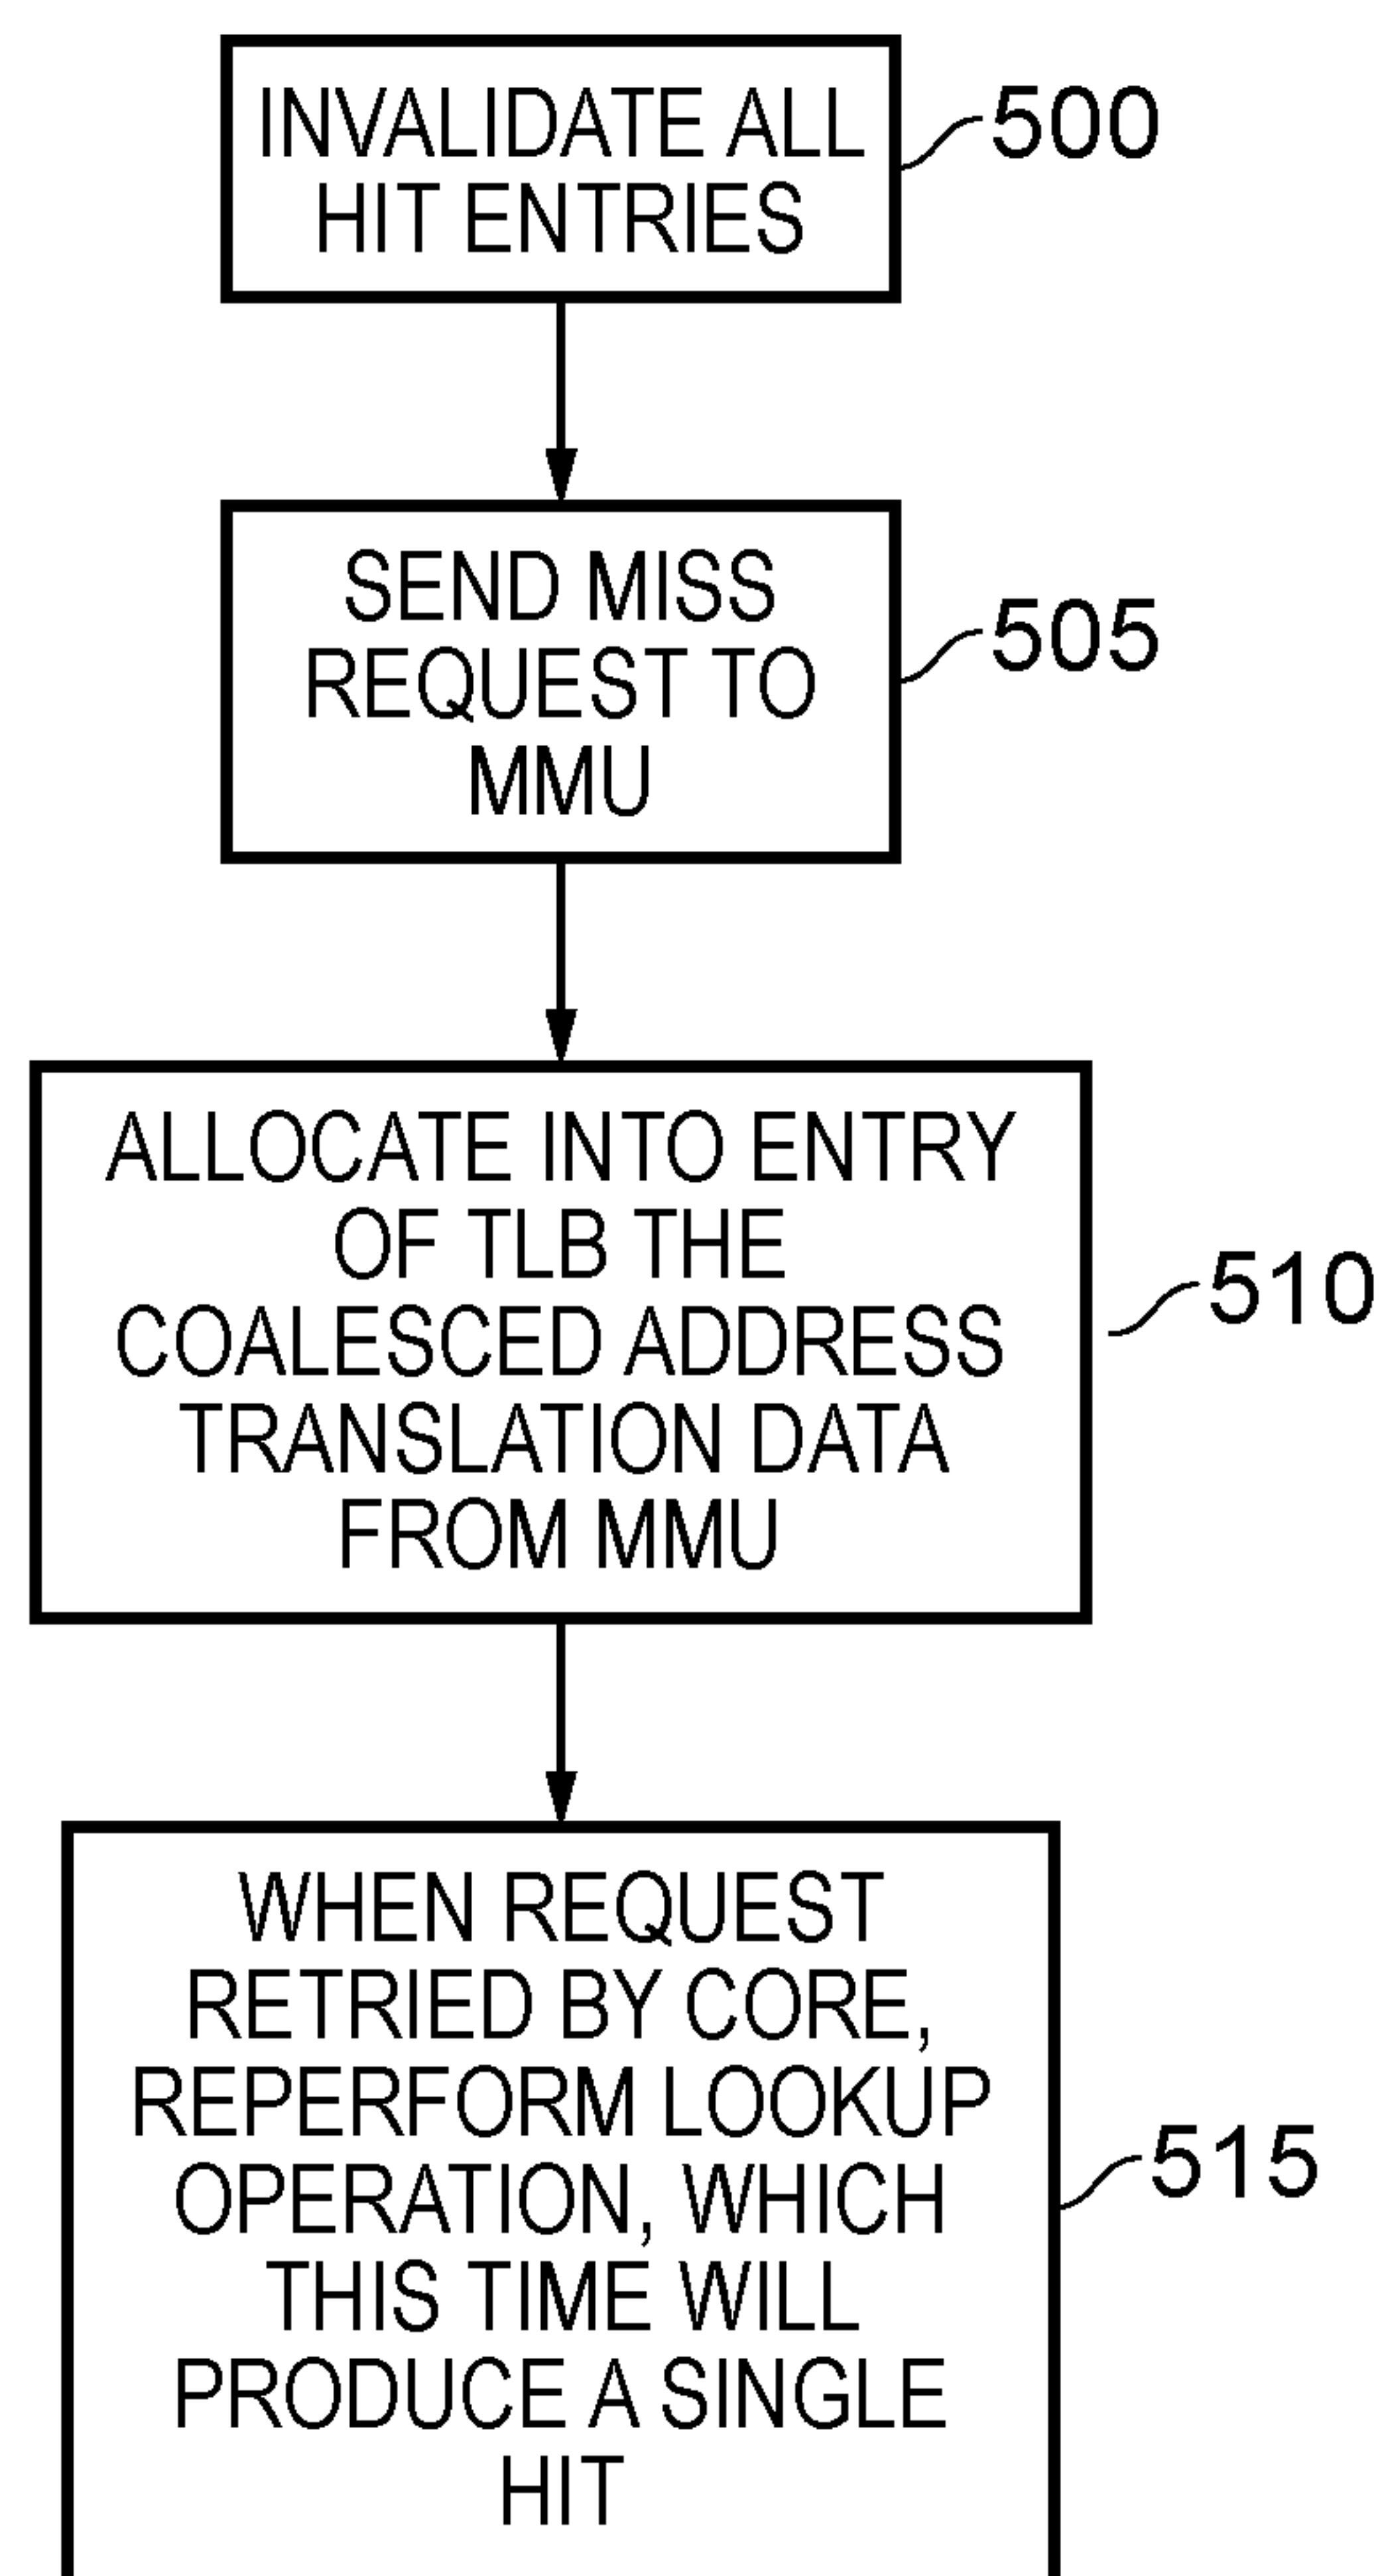 INVALIDATE ALL
HIT ENTRIES
500
SEND MISS
REQUEST TO
MMU
505
ALLOCATE INTO ENTRY
OF TLB THE
COALESCED ADDRESS
TRANSLATION DATA
FROM MMU
510
WHEN REQUEST
RETRIED BY CORE,
REPERFORM LOOKUP
OPERATION, WHICH
THIS TIME WILL
PRODUCE A SINGLE
HIT
515